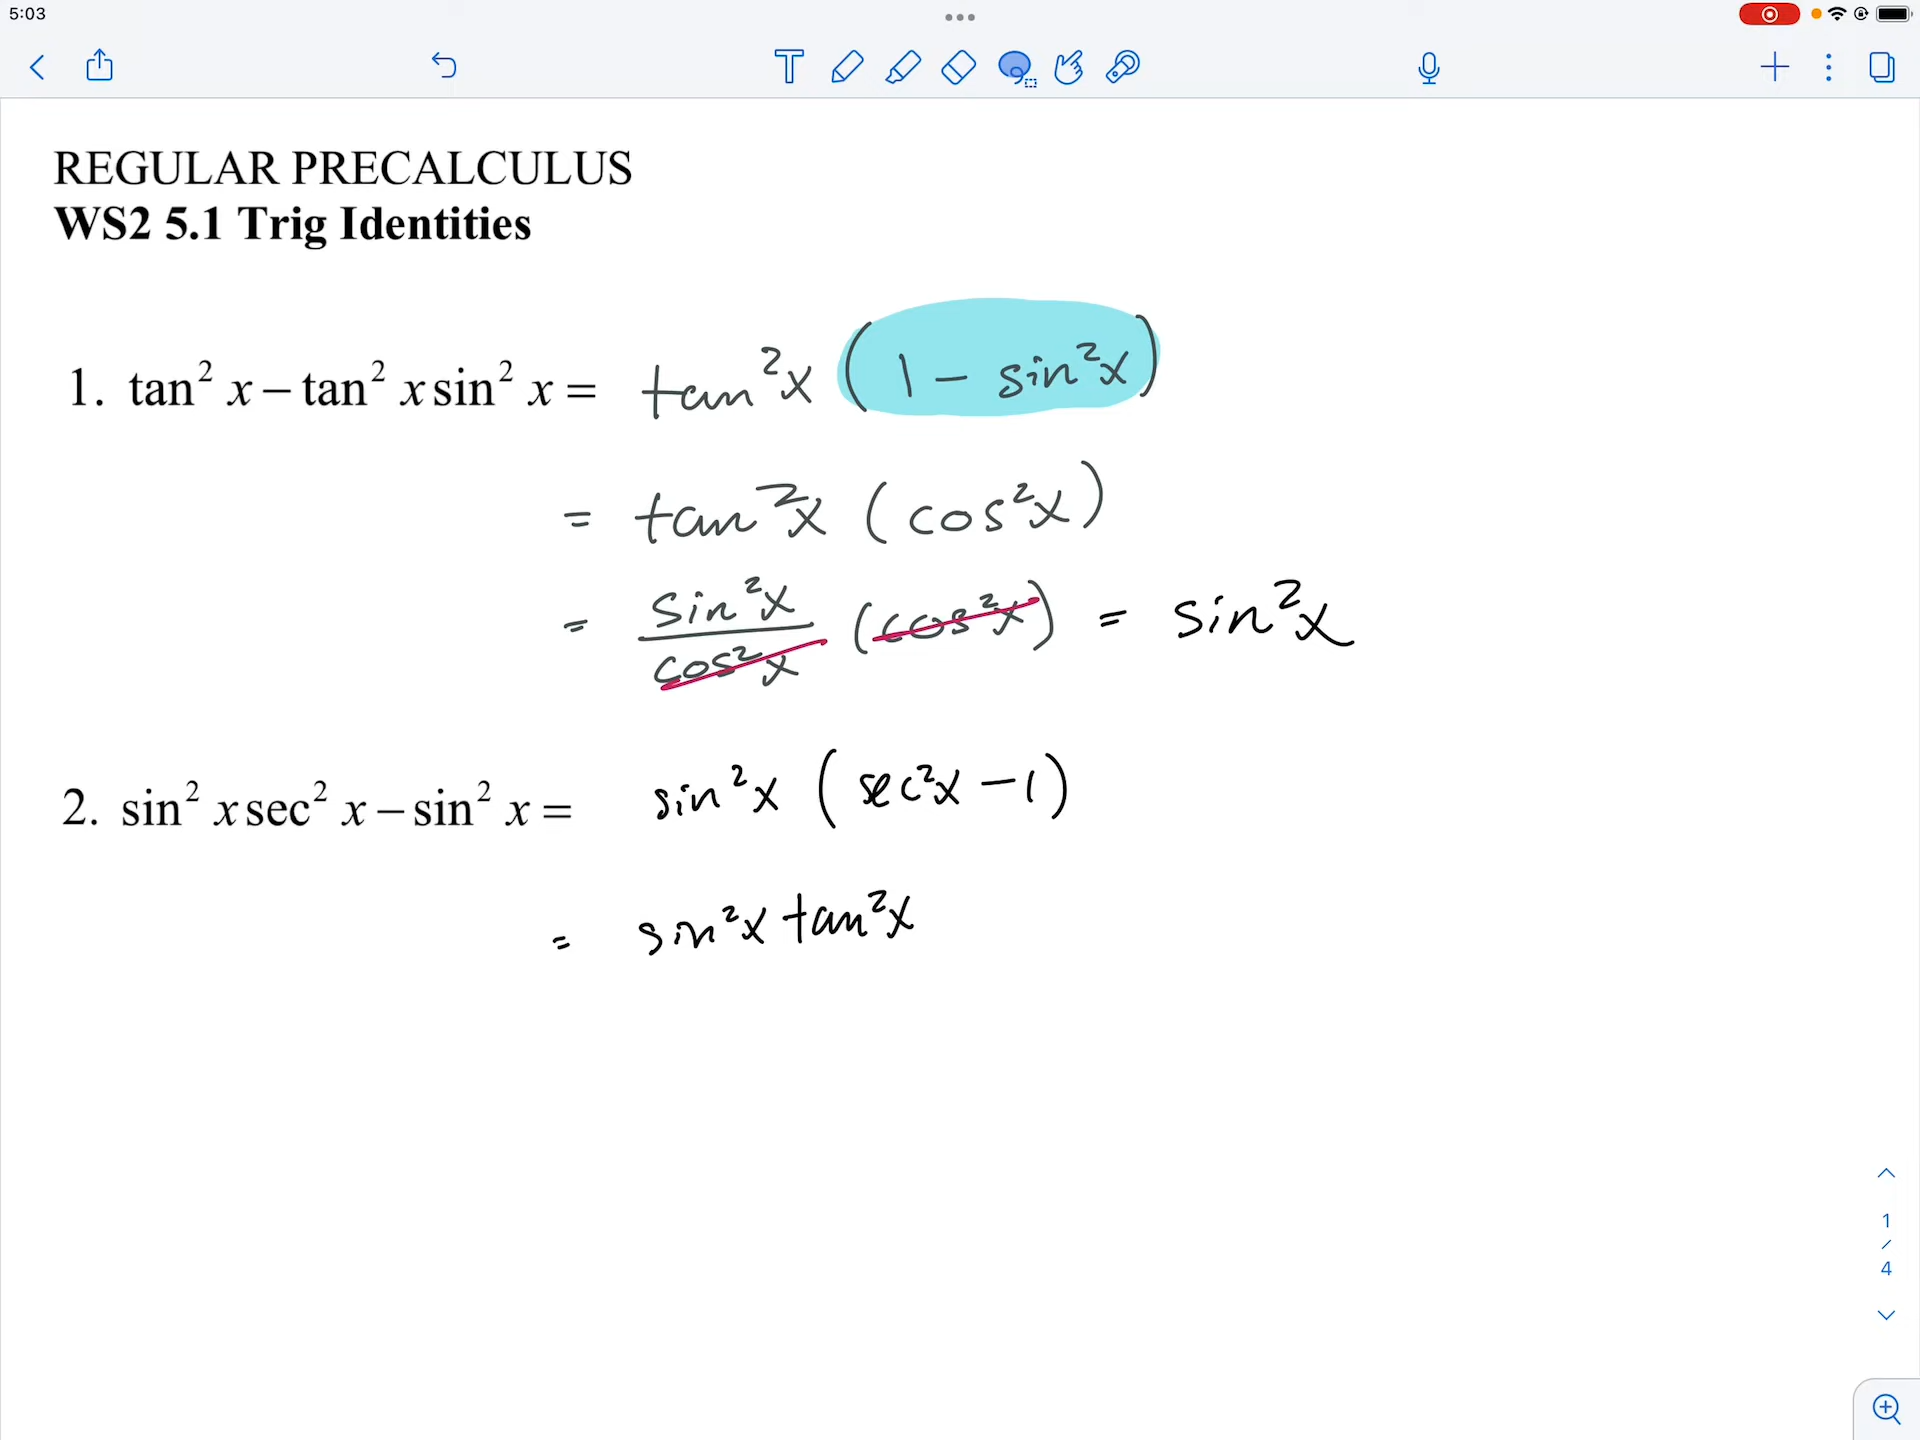 5:03
REGULAR PRECALCULUS
WS2 5.1 Trig Identities
1. tan² x − tan² x sin² x = tan²x (1 − sin²x)
= tan²x (cos²x)
= sin²x/cos²x (cos²x) = sin²x
2. sin² x sec² x − sin² x = sin²x (sec²x − 1)
= sin²x tan²x
1
/
4